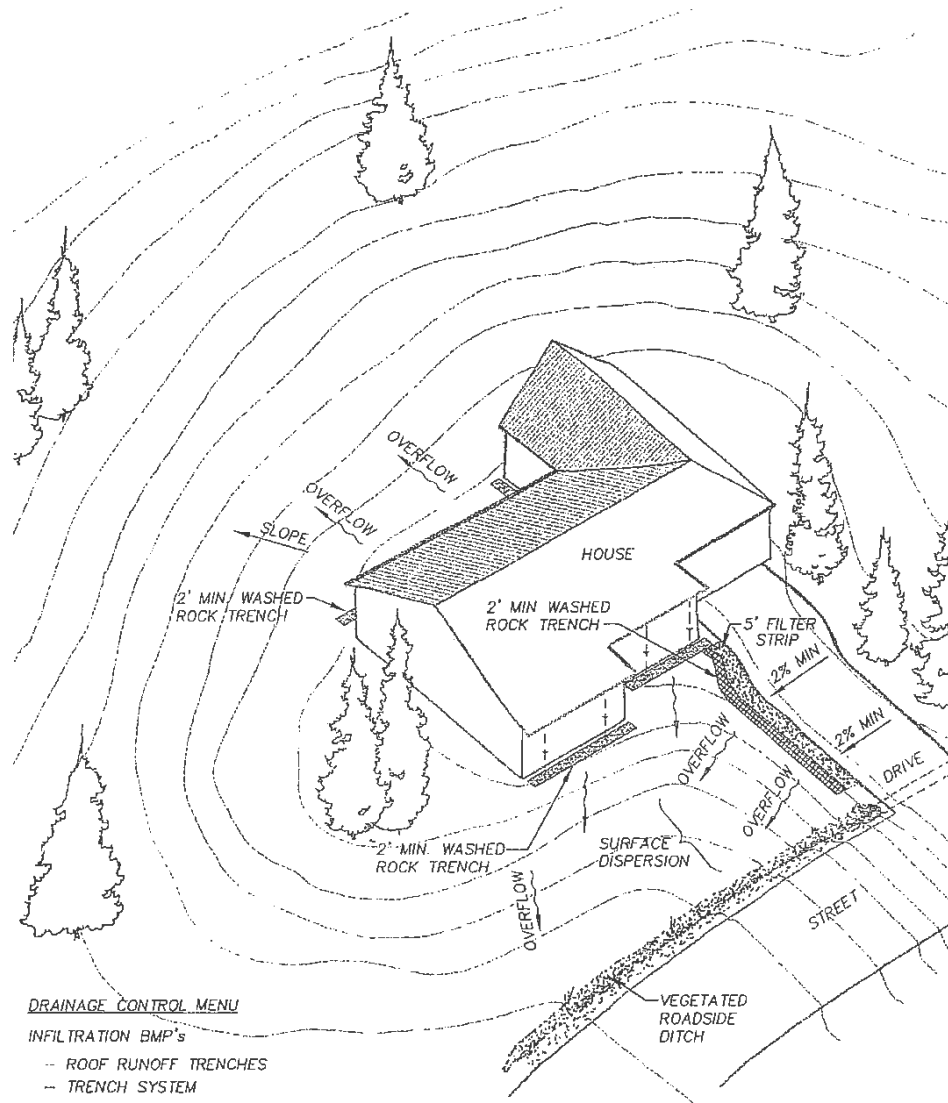 OVERFLOW
OVERFLOW
SLOPE
HOUSE
2' MIN WASHED
ROCK TRENCH
2' MIN WASHED
ROCK TRENCH
5' FILTER
STRIP
2% MIN
2% MIN
DRIVE
OVERFLOW
OVERFLOW
SURFACE
DISPERSION
2' MIN. WASHED
ROCK TRENCH
OVERFLOW
STREET
VEGETATED
ROADSIDE
DITCH
DRAINAGE CONTROL MENU
INFILTRATION BMP's
-- ROOF RUNOFF TRENCHES
-- TRENCH SYSTEM